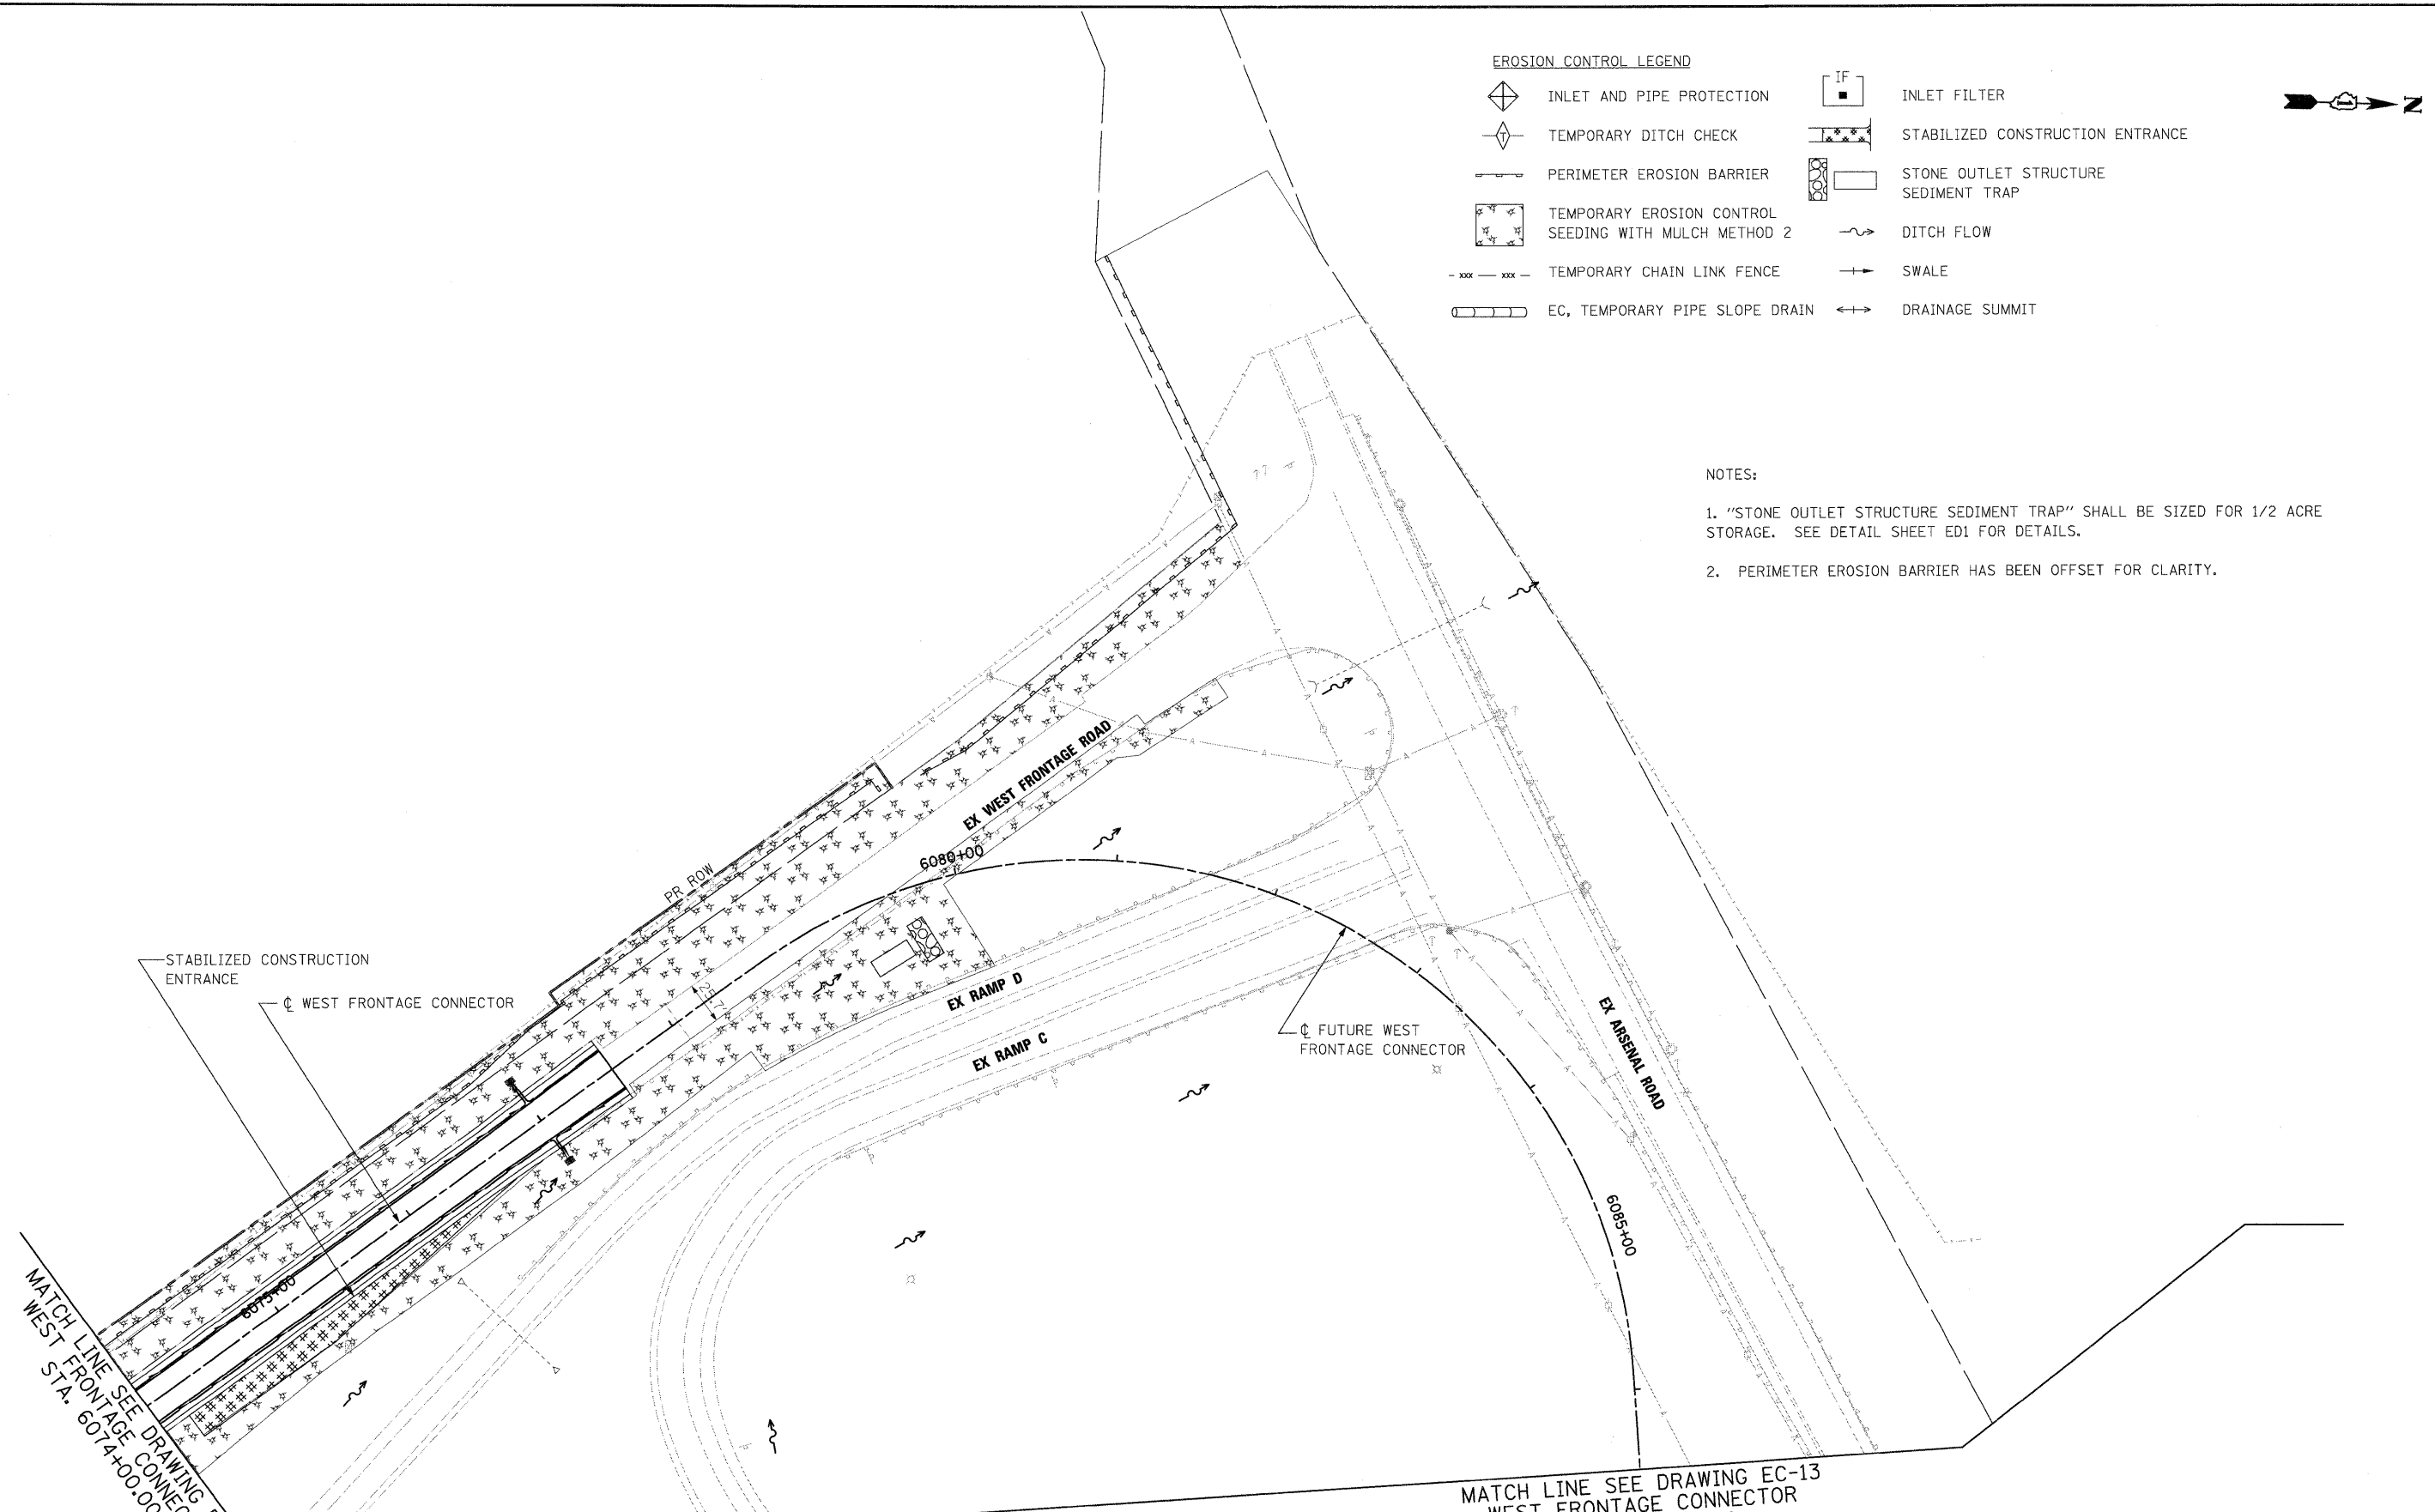 EROSION CONTROL LEGEND
INLET AND PIPE PROTECTION
T
TEMPORARY DITCH CHECK
PERIMETER EROSION BARRIER
TEMPORARY EROSION CONTROL
SEEDING WITH MULCH METHOD 2
- xxx — xxx - TEMPORARY CHAIN LINK FENCE
EC, TEMPORARY PIPE SLOPE DRAIN
IF
INLET FILTER
STABILIZED CONSTRUCTION ENTRANCE
STONE OUTLET STRUCTURE
SEDIMENT TRAP
DITCH FLOW
SWALE
DRAINAGE SUMMIT
N
NOTES:
1. "STONE OUTLET STRUCTURE SEDIMENT TRAP" SHALL BE SIZED FOR 1/2 ACRE
STORAGE. SEE DETAIL SHEET ED1 FOR DETAILS.
2. PERIMETER EROSION BARRIER HAS BEEN OFFSET FOR CLARITY.
EX WEST FRONTAGE ROAD
6080+00
PR ROW
STABILIZED CONSTRUCTION
ENTRANCE
℄ WEST FRONTAGE CONNECTOR
25.7'
EX RAMP D
EX RAMP C
℄ FUTURE WEST
FRONTAGE CONNECTOR
EX ARSENAL ROAD
6085+00
6075+00
MATCH LINE SEE DRAWING
WEST FRONTAGE CONNEC
STA. 6074+00.00
MATCH LINE SEE DRAWING EC-13
WEST FRONTAGE CONNECTOR